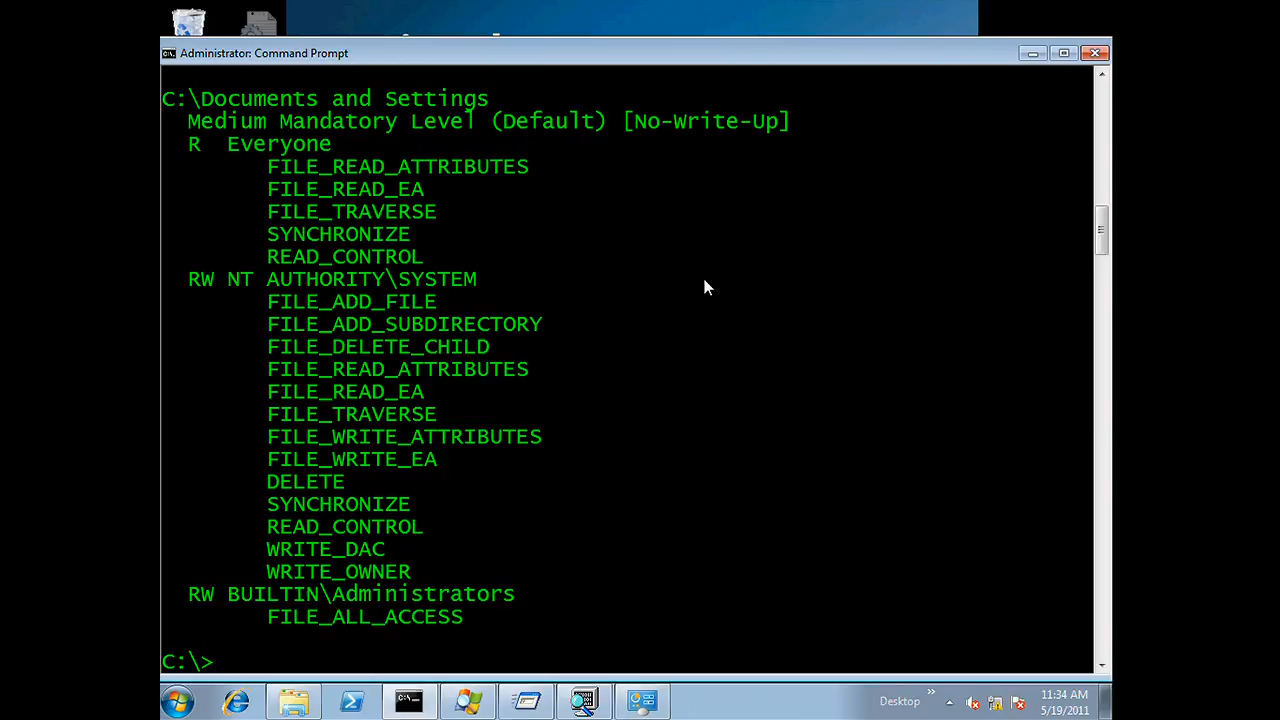 Administrator: Command Prompt
C:\Documents and Settings
Medium Mandatory Level (Default) [No-Write-Up]
R Everyone
FILE_READ_ATTRIBUTES
FILE_READ_EA
FILE_TRAVERSE
SYNCHRONIZE
READ_CONTROL
RW NT AUTHORITY\SYSTEM
FILE_ADD_FILE
FILE_ADD_SUBDIRECTORY
FILE_DELETE_CHILD
FILE_READ_ATTRIBUTES
FILE_READ_EA
FILE_TRAVERSE
FILE_WRITE_ATTRIBUTES
FILE_WRITE_EA
DELETE
SYNCHRONIZE
READ_CONTROL
WRITE_DAC
WRITE_OWNER
RW BUILTIN\Administrators
FILE_ALL_ACCESS
C:\>
Desktop »
11:34 AM
5/19/2011